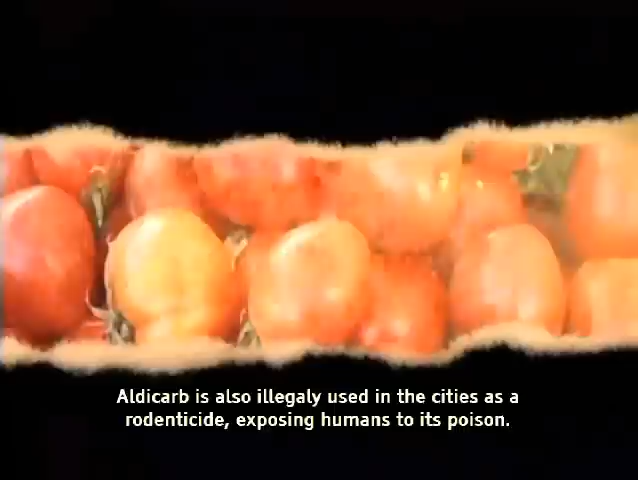 Aldicarb is also illegaly used in the cities as a
rodenticide, exposing humans to its poison.